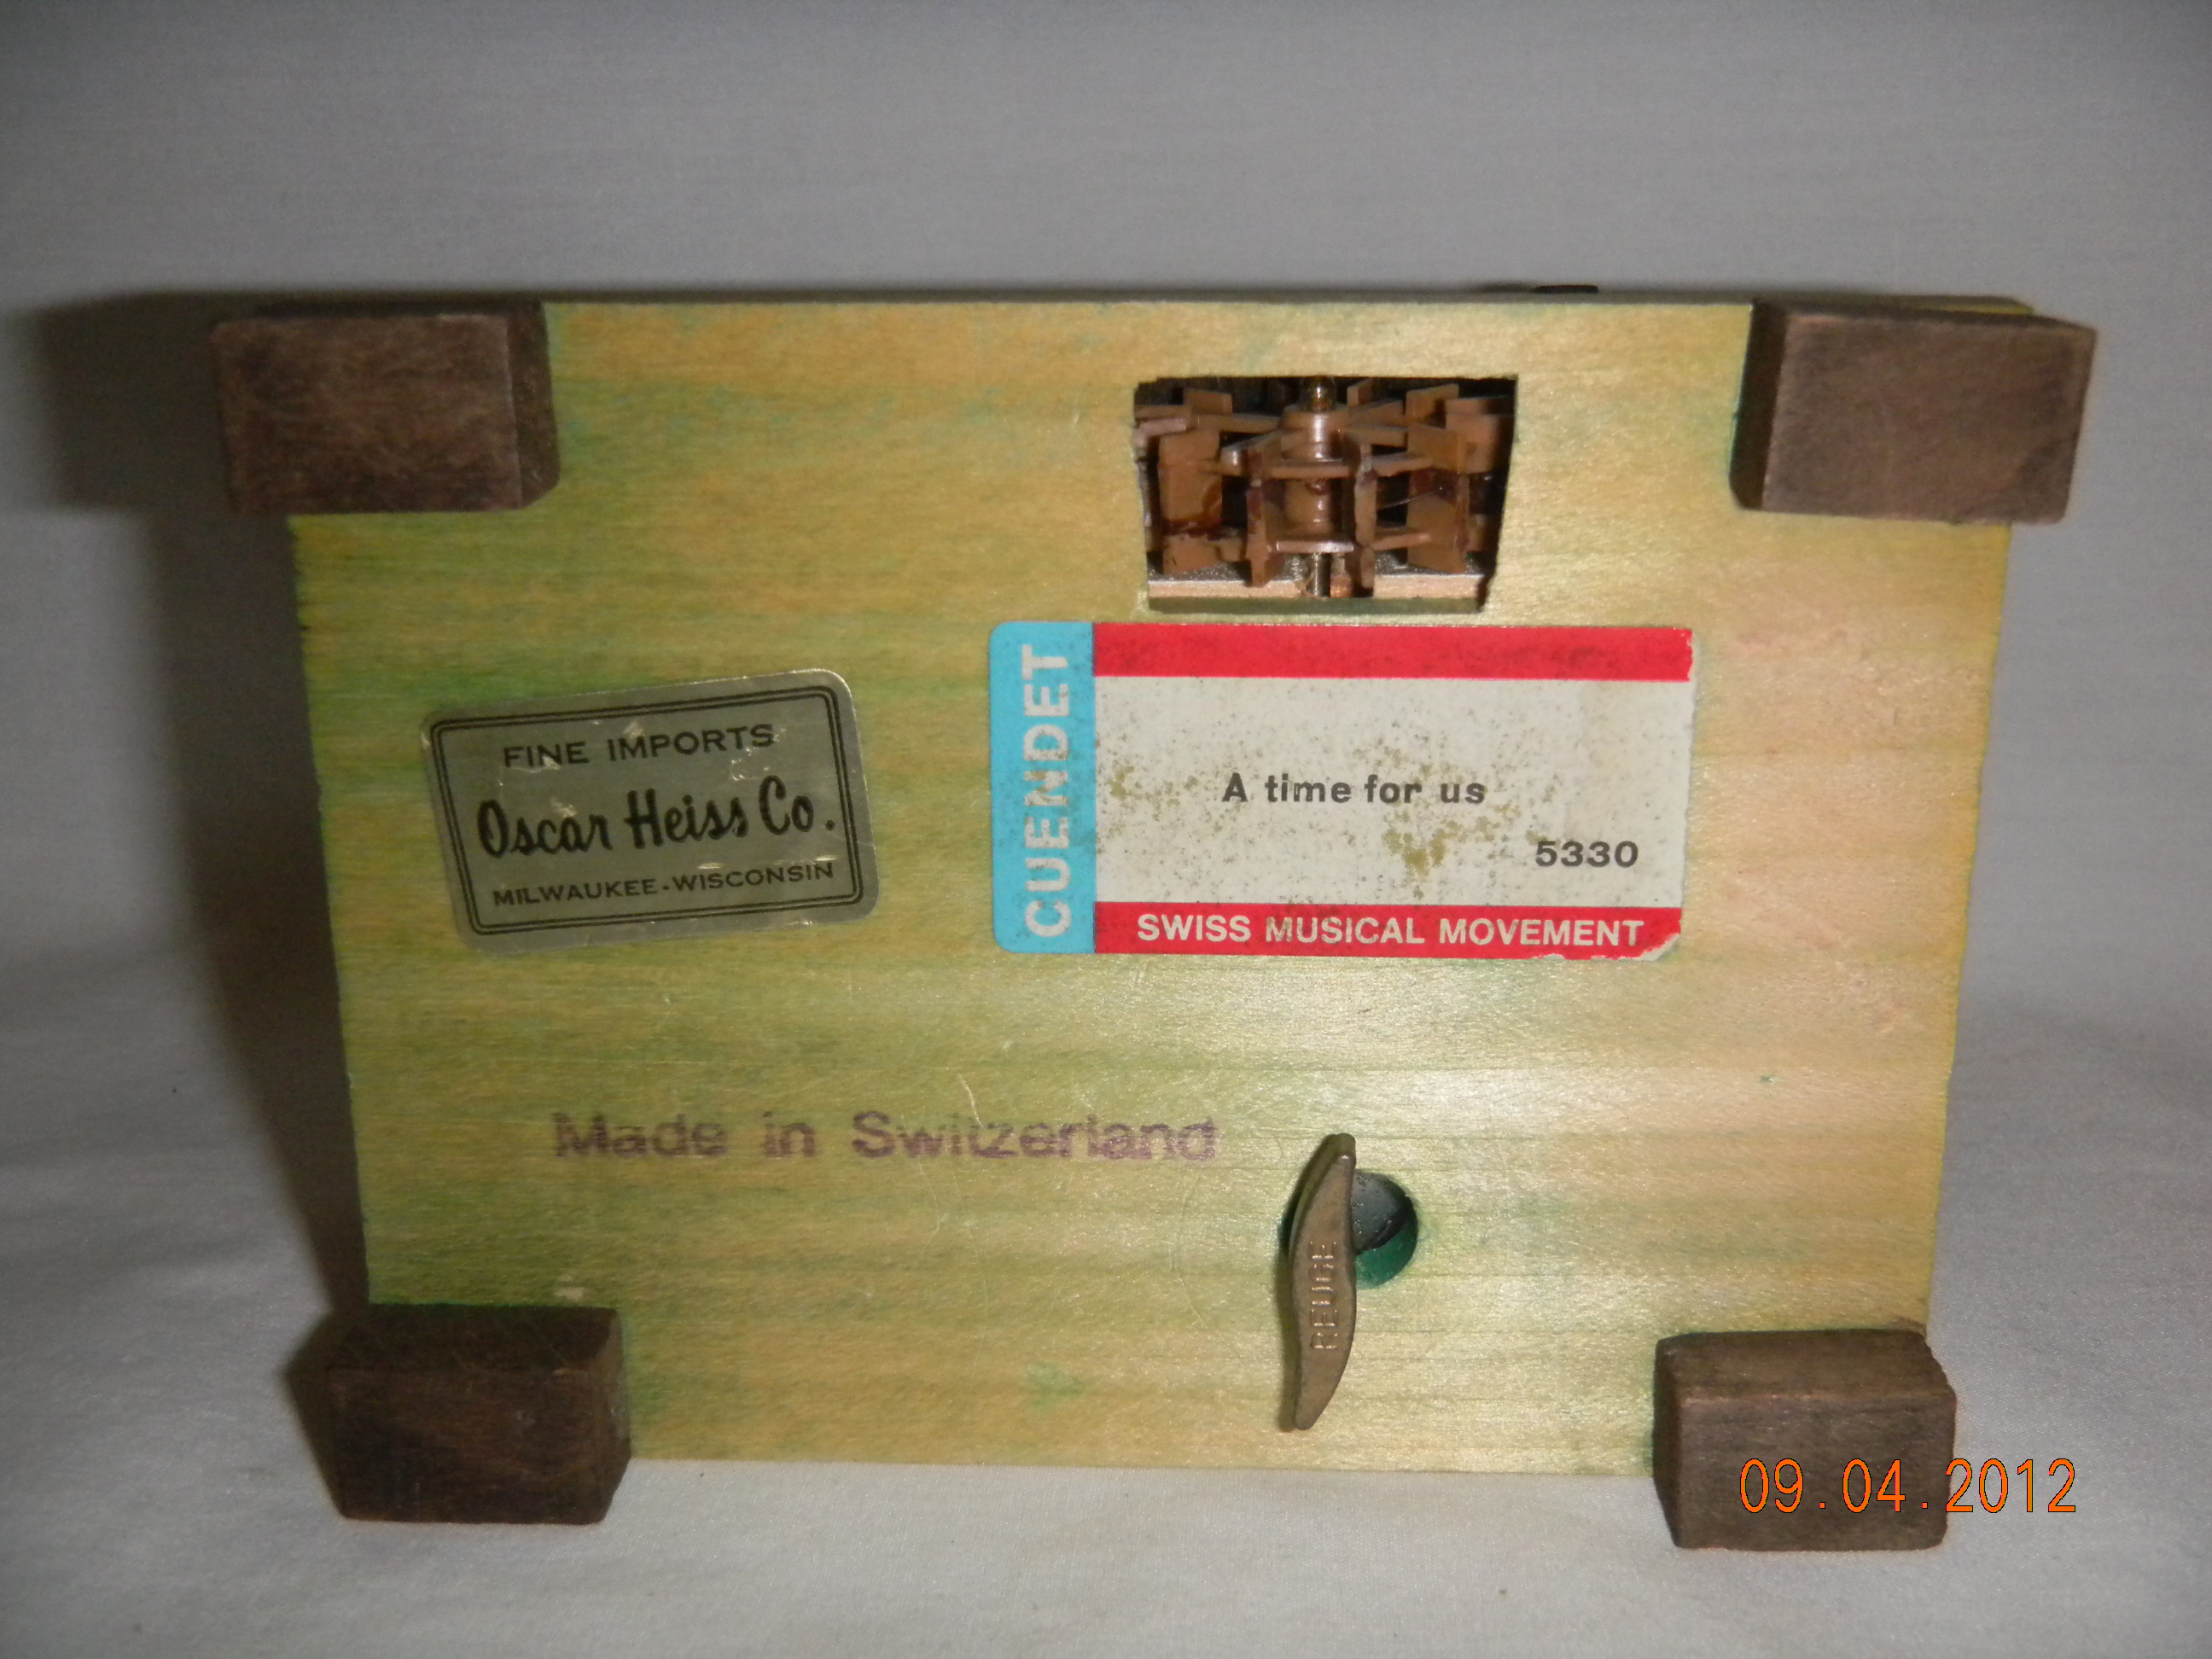 FINE IMPORTS
Oscar Heiss Co.
MILWAUKEE-WISCONSIN
CUENDET
A time for us
5330
SWISS MUSICAL MOVEMENT
Made in Switzerland
REUGE
09.04.2012